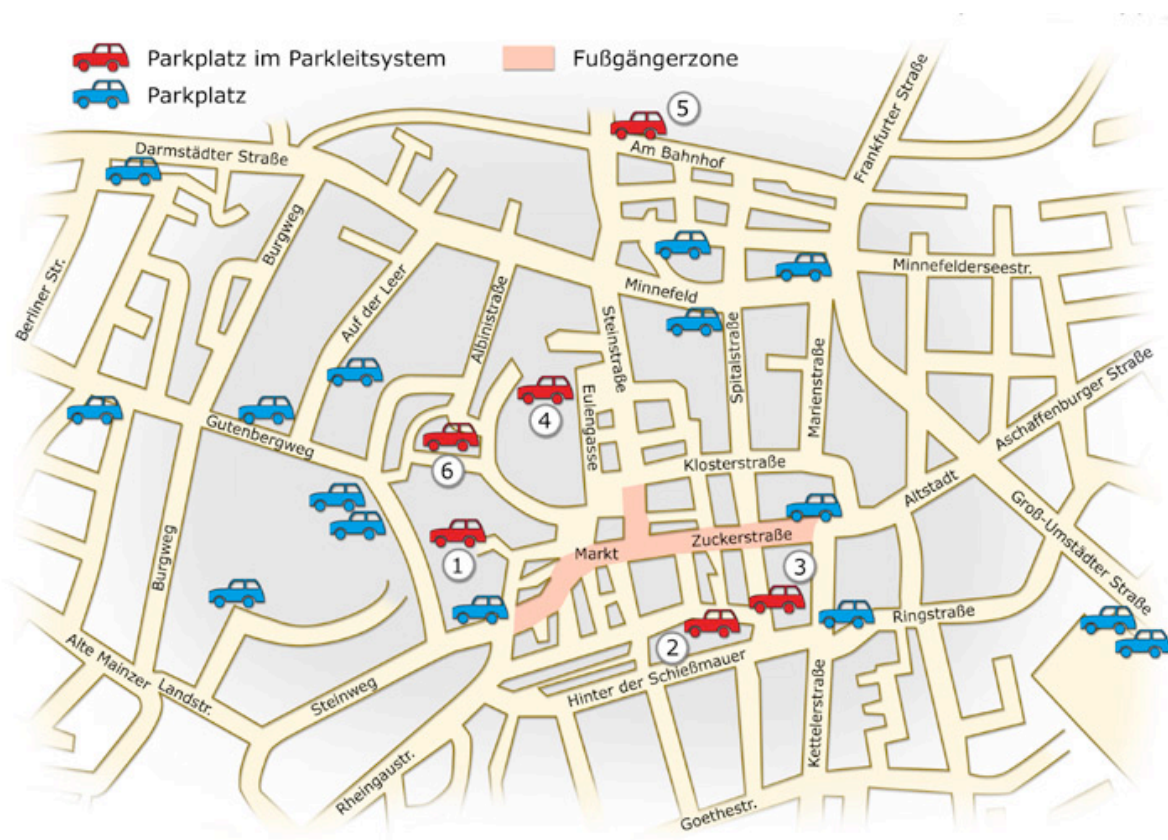 Parkplatz im Parkleitsystem
Fußgängerzone
Parkplatz
5
Frankfurter Straße
Am Bahnhof
Darmstädter Straße
Burgweg
Berliner Str.
Auf der Leer
Albinistraße
Minnefeld
Minnefelderseestr.
Steinstraße
Spitalstraße
Marienstraße
Eulengasse
Aschaffenburger Straße
4
Gutenbergweg
6
Klosterstraße
Altstadt
Groß-Umstädter Straße
Burgweg
1
Markt
Zuckerstraße
3
2
Ringstraße
Alte Mainzer Landstr.
Steinweg
Hinter der Schießmauer
Kettelerstraße
Rheingaustr.
Goethestr.